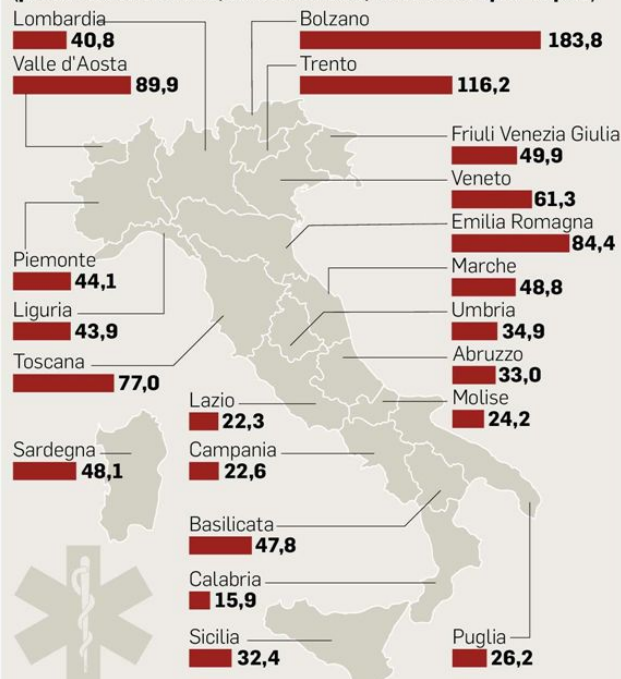 Lombardia
40,8
Bolzano
183,8
Valle d'Aosta
89,9
Trento
116,2
Friuli Venezia Giulia
49,9
Veneto
61,3
Emilia Romagna
84,4
Piemonte
44,1
Marche
48,8
Liguria
43,9
Umbria
34,9
Toscana
77,0
Abruzzo
33,0
Lazio
22,3
Molise
24,2
Sardegna
48,1
Campania
22,6
Basilicata
47,8
Calabria
15,9
Sicilia
32,4
Puglia
26,2